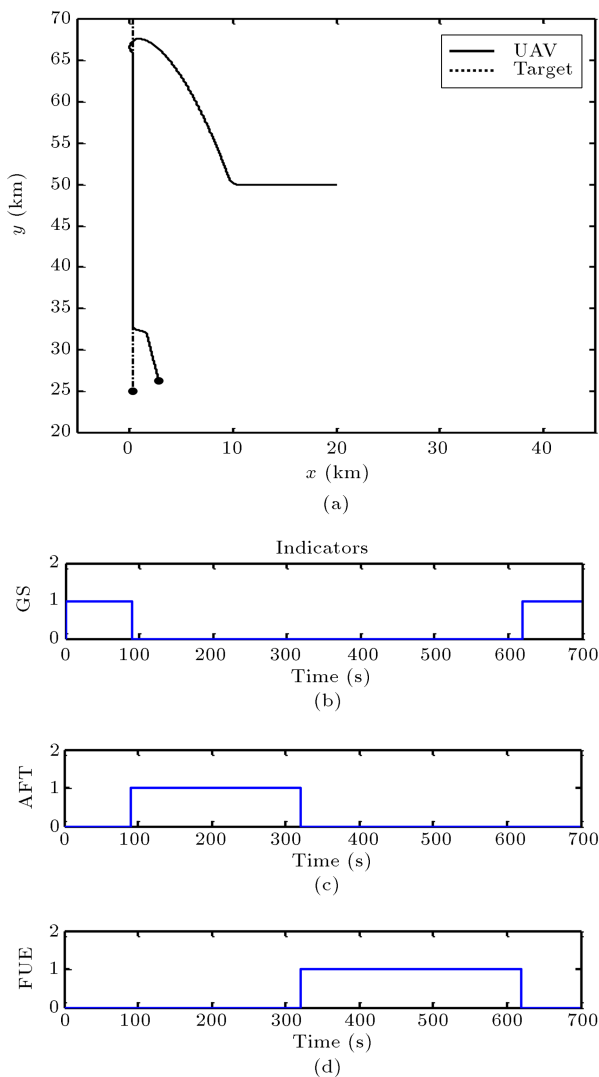 70
65
60
55
50
45
40
35
30
25
20
y (km)
UAV
Target
0 10 20 30 40
x (km)
(a)
Indicators
2
1
0
GS
0 100 200 300 400 500 600 700
Time (s)
(b)
2
1
0
AFT
0 100 200 300 400 500 600 700
Time (s)
(c)
2
1
0
FUE
0 100 200 300 400 500 600 700
Time (s)
(d)